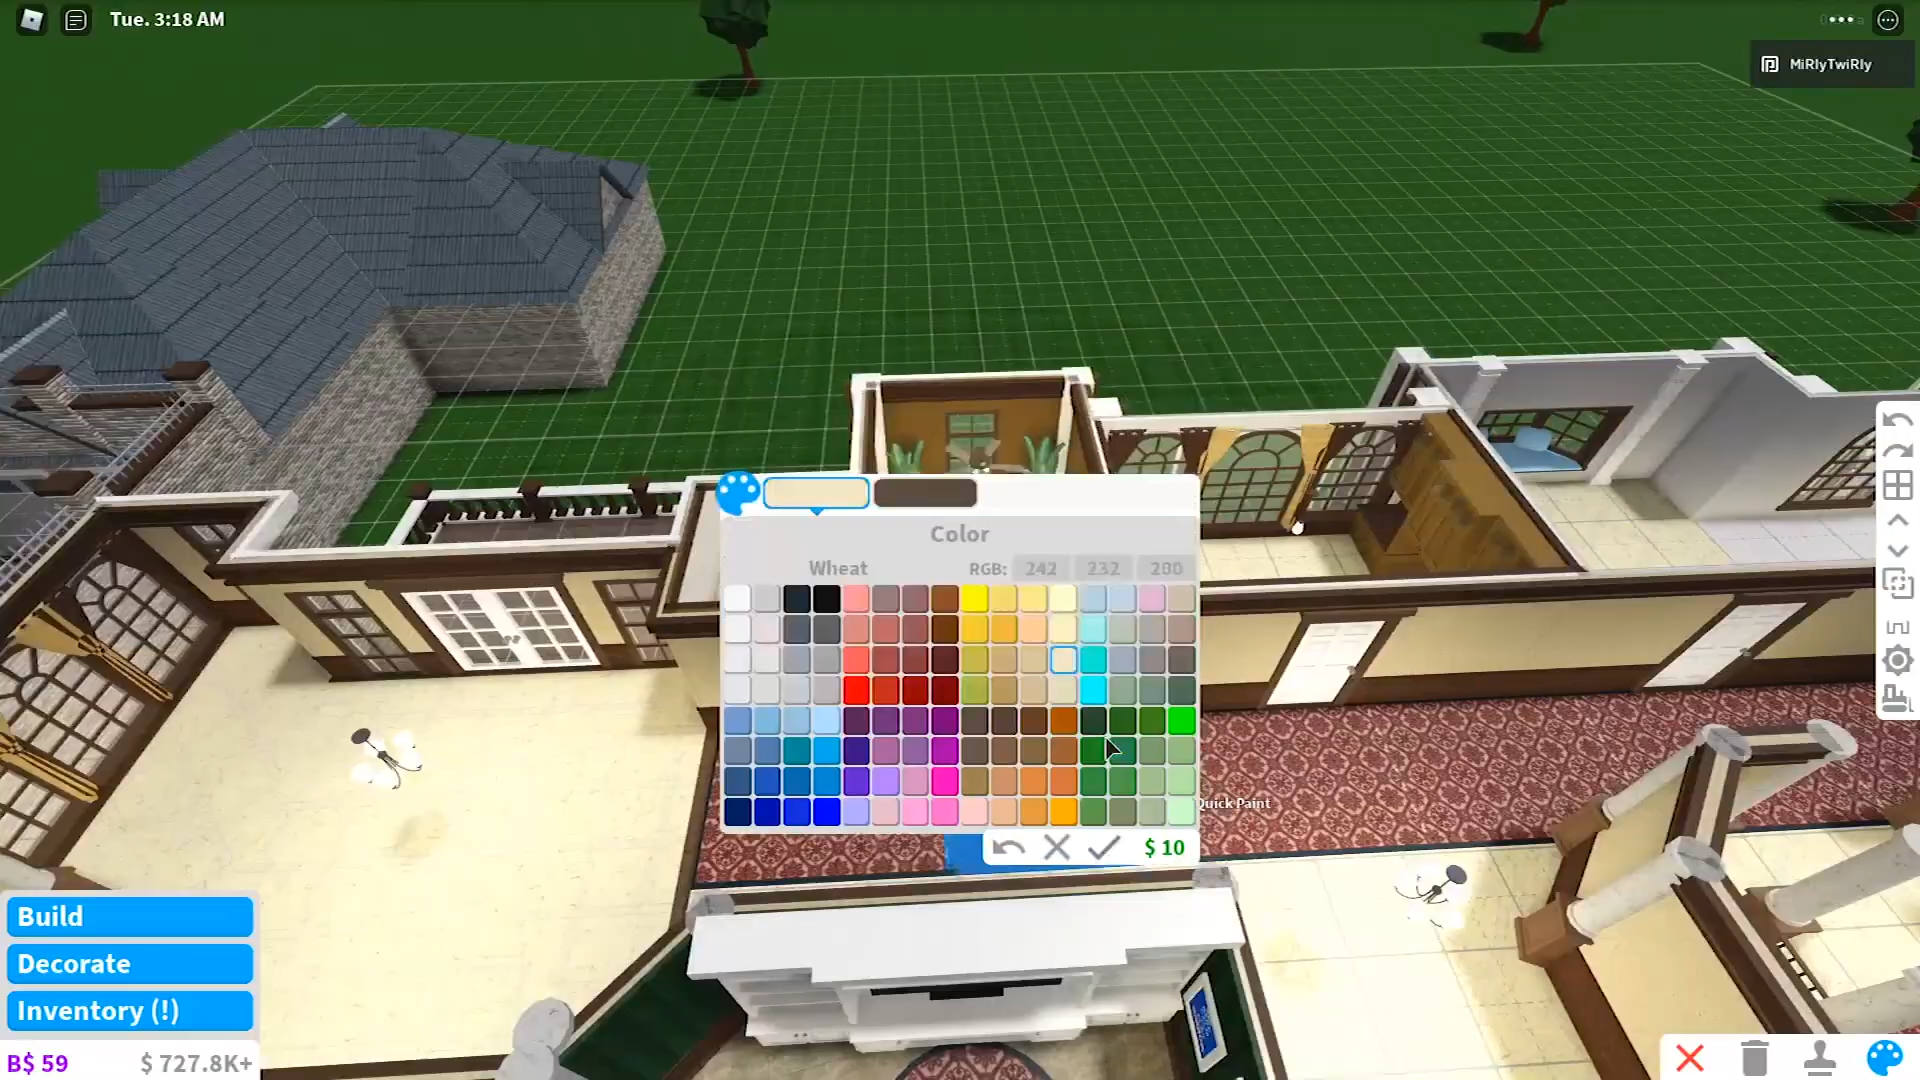 Tue. 3:18 AM
MiRlyTwiRly
Color
Wheat
RGB: 242 232 200
Quick Paint
$ 10
Build
Decorate
Inventory (!)
B$ 59
$ 727.8K+